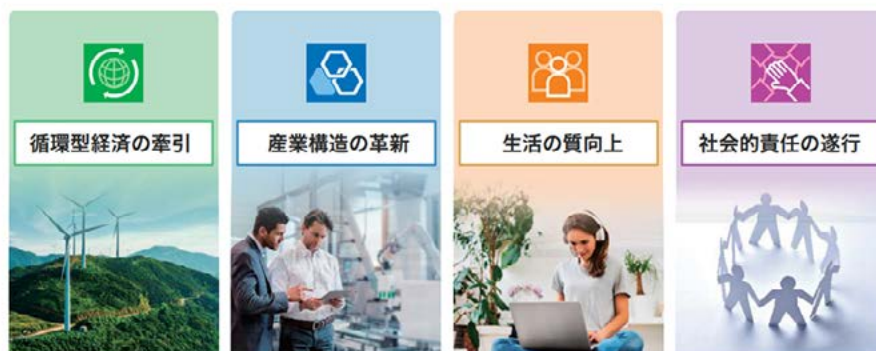 循環型経済の牽引
産業構造の革新
生活の質向上
社会的責任の遂行